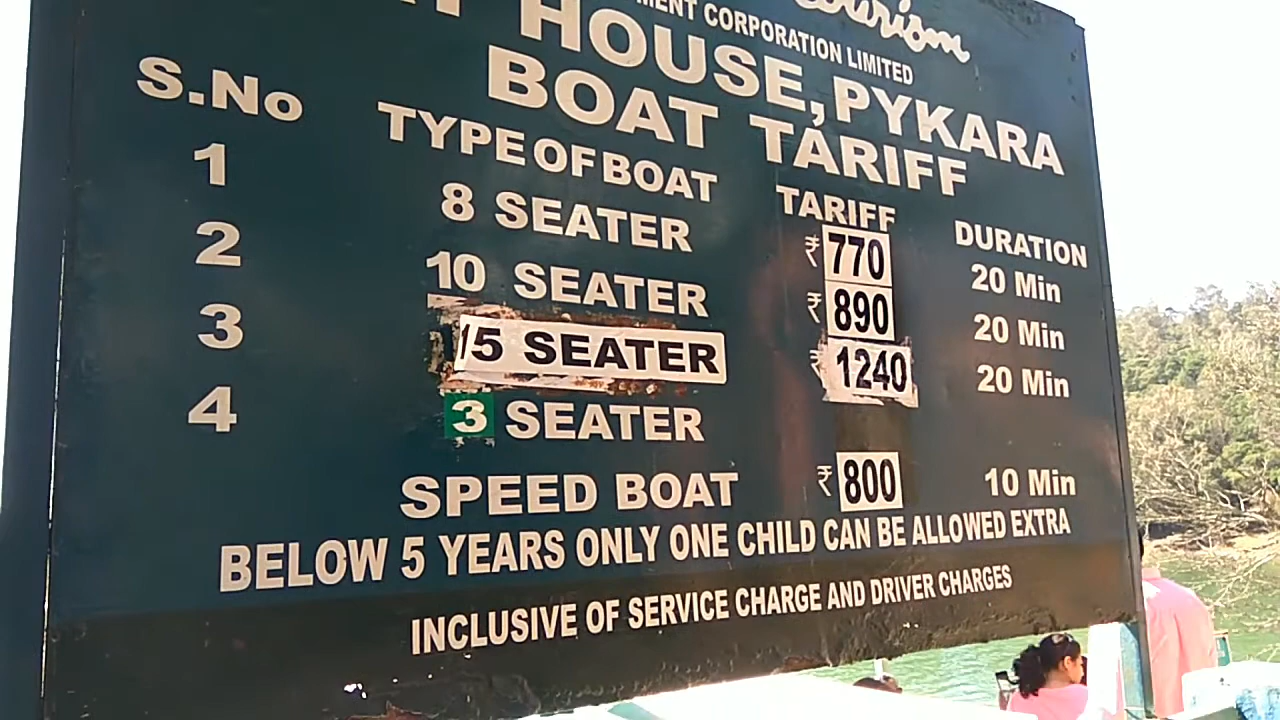 Tourism
CORPORATION LIMITED
HOUSE, PYKARA
BOAT TARIFF
S.No TYPE OF BOAT TARIFF DURATION
1 8 SEATER ₹ 770 20 Min
2 10 SEATER ₹ 890 20 Min
3 15 SEATER ₹ 1240 20 Min
4 3 SEATER
SPEED BOAT ₹ 800 10 Min
BELOW 5 YEARS ONLY ONE CHILD CAN BE ALLOWED EXTRA
INCLUSIVE OF SERVICE CHARGE AND DRIVER CHARGES